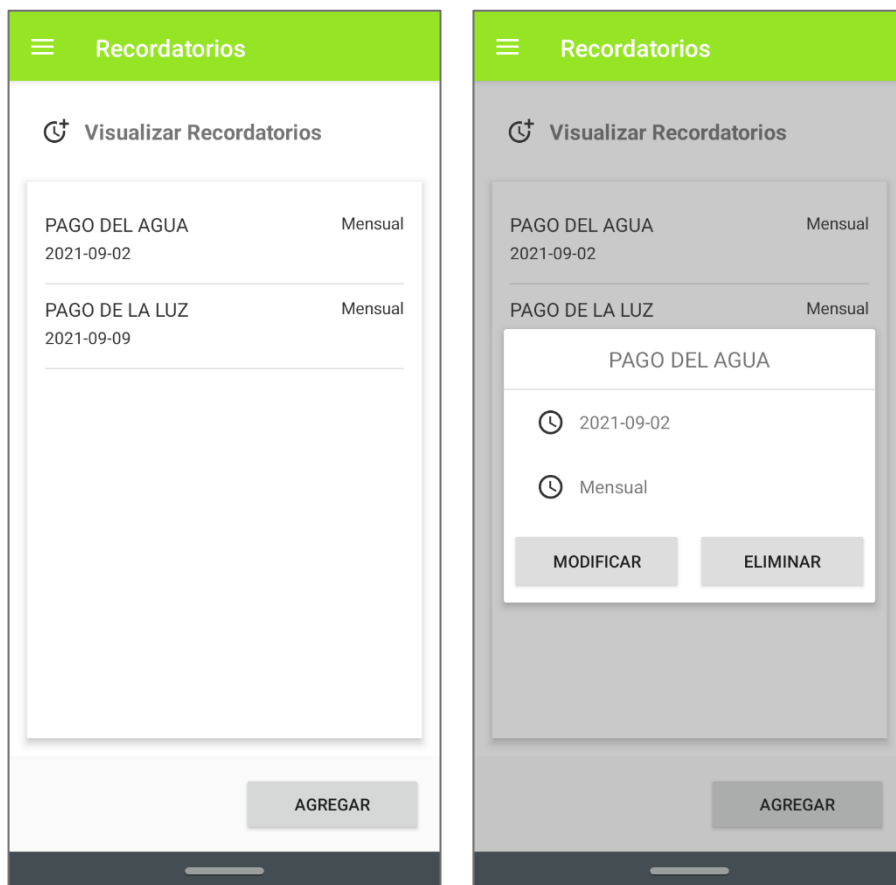 Recordatorios
Visualizar Recordatorios
PAGO DEL AGUA Mensual
2021-09-02
PAGO DE LA LUZ Mensual
2021-09-09
AGREGAR
Recordatorios
Visualizar Recordatorios
PAGO DEL AGUA Mensual
2021-09-02
PAGO DE LA LUZ Mensual
PAGO DEL AGUA
2021-09-02
Mensual
MODIFICAR ELIMINAR
AGREGAR